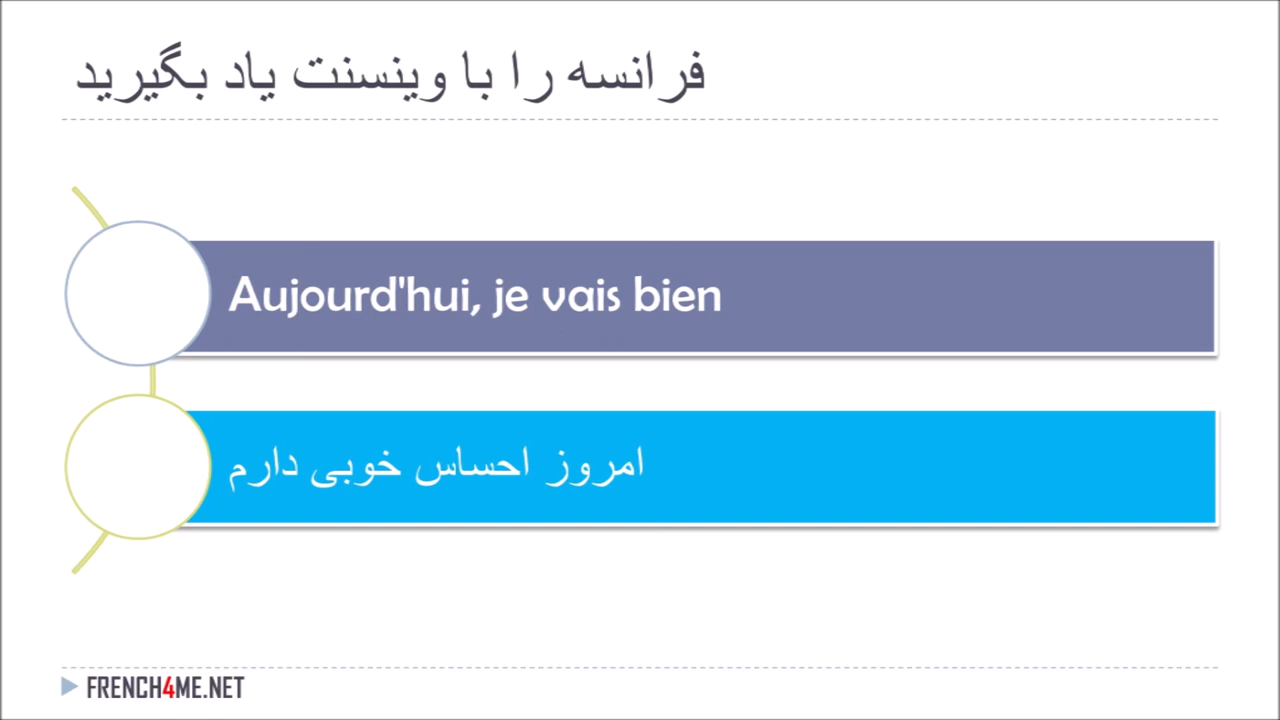 فرانسه را با وینسنت یاد بگیرید
Aujourd'hui, je vais bien
امروز احساس خوبی دارم
FRENCH4ME.NET